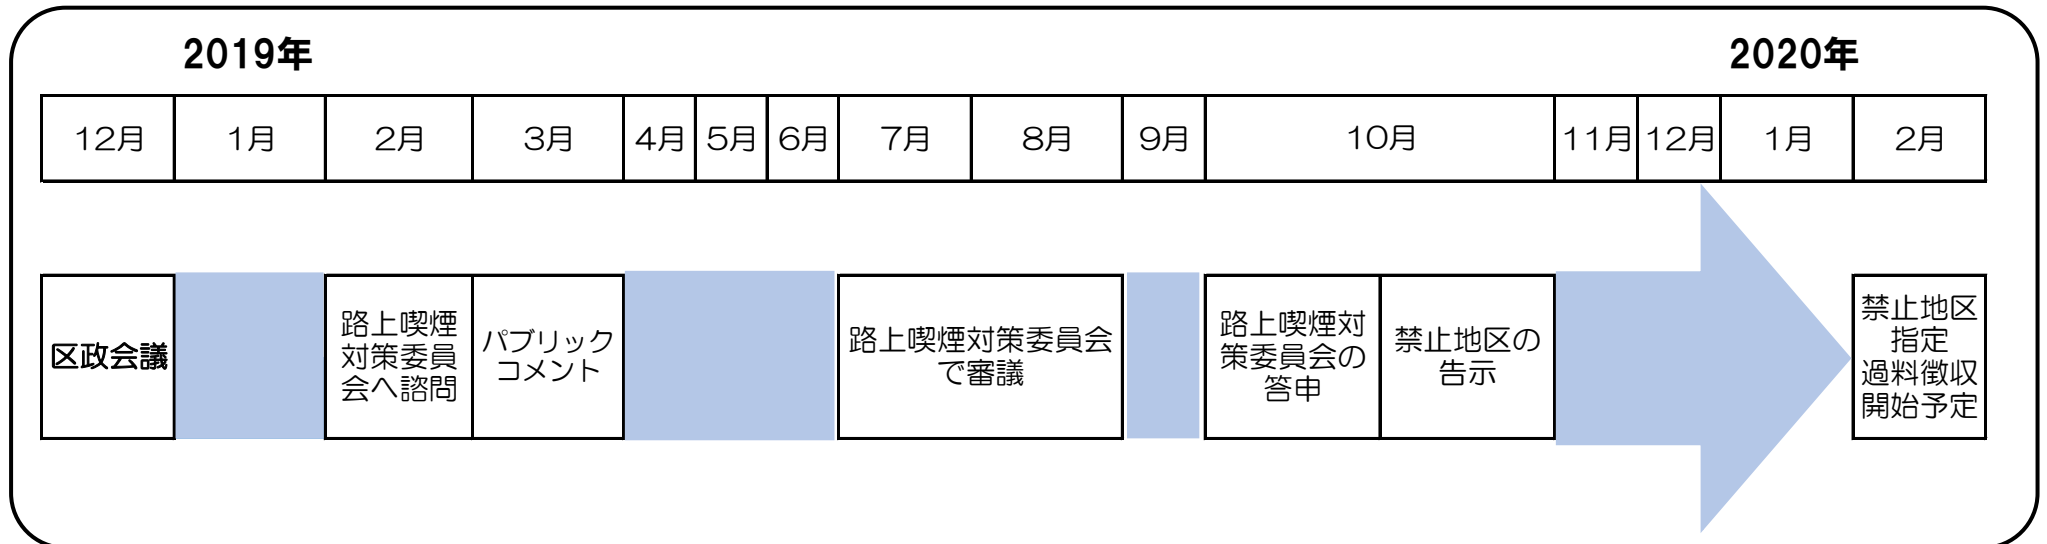 2019年
2020年
12月
1月
2月
3月
4月
5月
6月
7月
8月
9月
10月
11月
12月
1月
2月
区政会議
路上喫煙
対策委員
会へ諮問
パブリック
コメント
路上喫煙対策委員会
で審議
路上喫煙対
策委員会の
答申
禁止地区の
告示
禁止地区
指定
過料徴収
開始予定